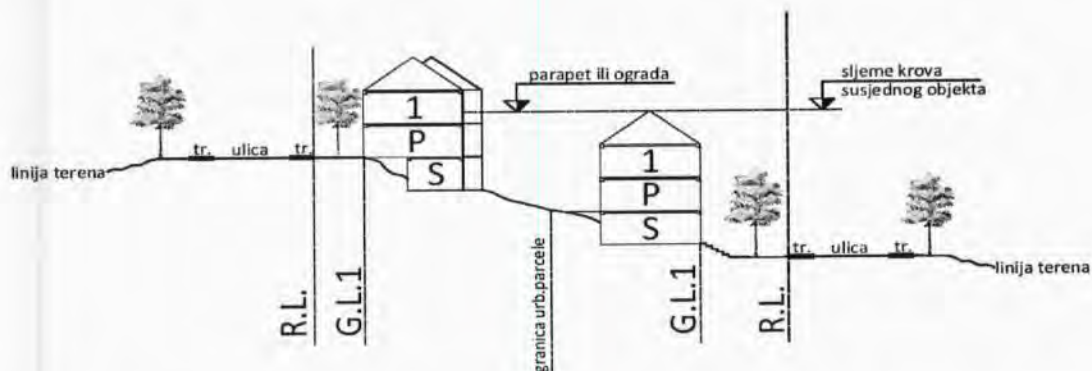 parapet ili ograda
sljeme krova
susjednog objekta
1
P
S
1
P
S
tr.
ulica
tr.
linija terena
tr.
ulica
tr.
linija terena
R.L.
G.L.1
granica urb.parcele
G.L.1
R.L.